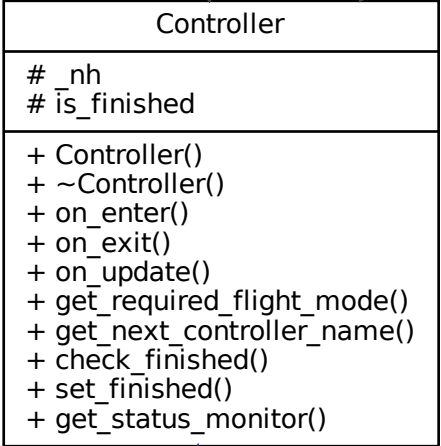 Controller
# _nh
# is_finished
+ Controller()
+ ~Controller()
+ on_enter()
+ on_exit()
+ on_update()
+ get_required_flight_mode()
+ get_next_controller_name()
+ check_finished()
+ set_finished()
+ get_status_monitor()